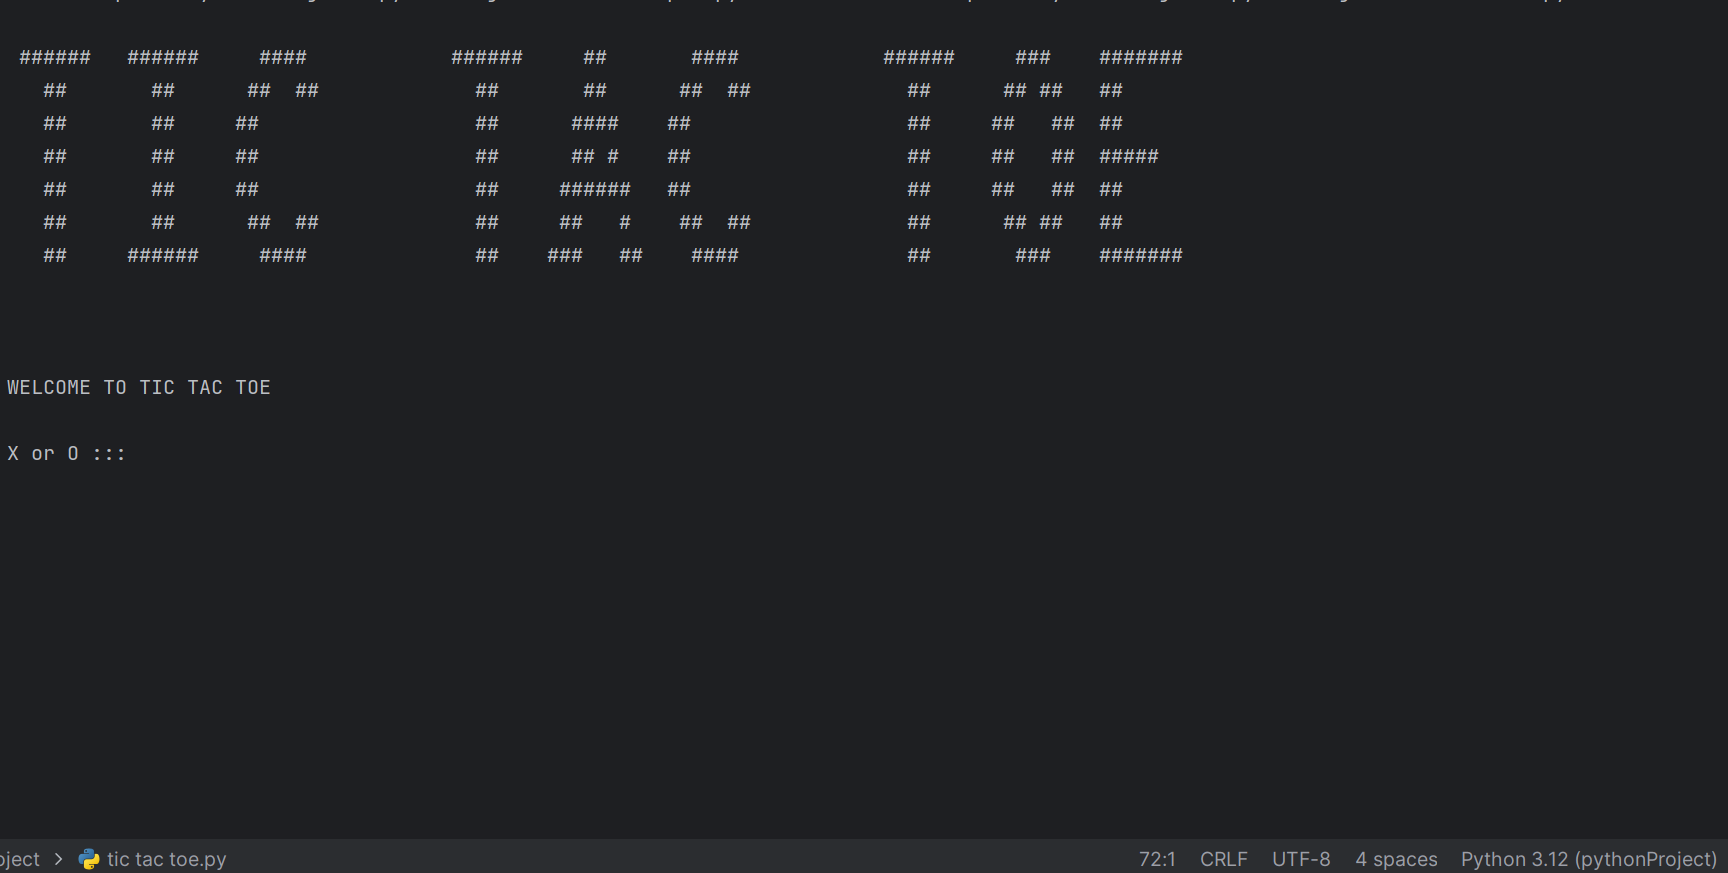 ######   ######     ####            ######     ##       ####            ######     ###    #######
   ##       ##      ##  ##             ##       ##      ##  ##             ##      ## ##   ##
   ##       ##     ##                  ##      ####    ##                  ##     ##   ##  ##
   ##       ##     ##                  ##      ## #    ##                  ##     ##   ##  #####
   ##       ##     ##                  ##     ######   ##                  ##     ##   ##  ##
   ##       ##      ##  ##             ##     ##   #    ##  ##             ##      ## ##   ##
   ##     ######     ####              ##    ###   ##    ####              ##       ###    #######
WELCOME TO TIC TAC TOE
X or O :::
tic tac toe.py 72:1 CRLF UTF-8 4 spaces Python 3.12 (pythonProject)